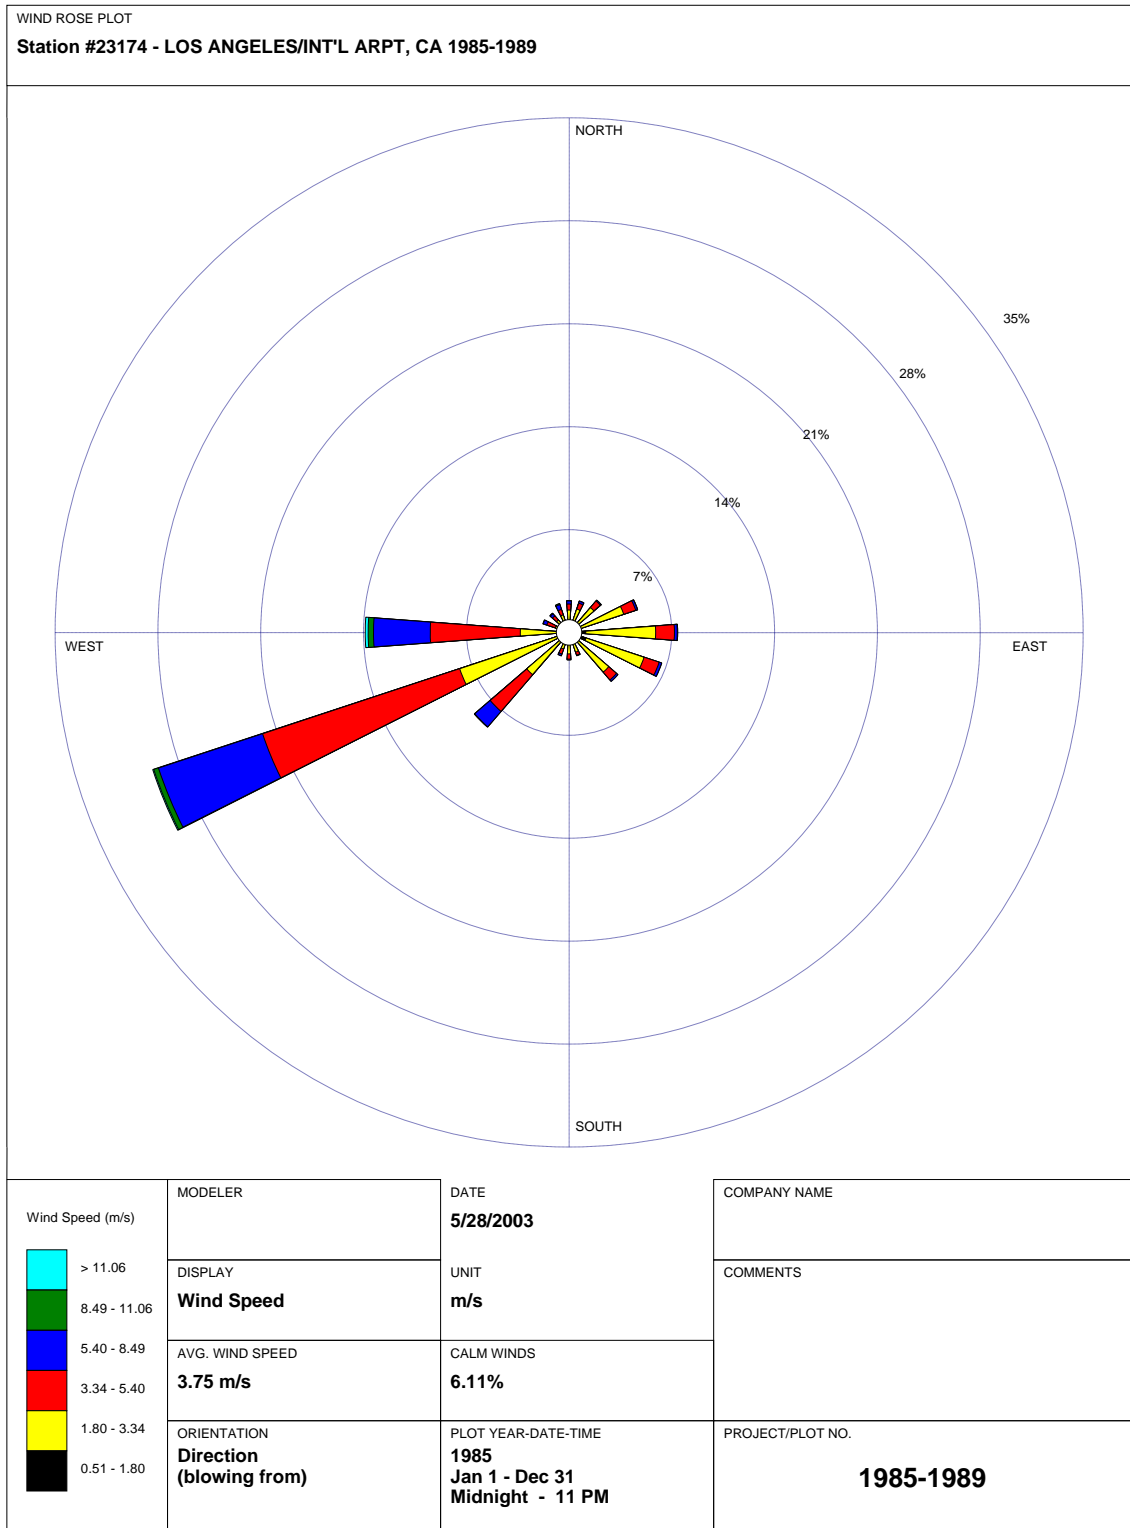 WIND ROSE PLOT
Station #23174 - LOS ANGELES/INT'L ARPT, CA 1985-1989
NORTH
35%
28%
21%
14%
7%
WEST
EAST
SOUTH
Wind Speed (m/s)
> 11.06
8.49 - 11.06
5.40 - 8.49
3.34 - 5.40
1.80 - 3.34
0.51 - 1.80
MODELER
DATE
5/28/2003
COMPANY NAME
DISPLAY
Wind Speed
UNIT
m/s
COMMENTS
AVG. WIND SPEED
3.75 m/s
CALM WINDS
6.11%
ORIENTATION
Direction
(blowing from)
PLOT YEAR-DATE-TIME
1985
Jan 1 - Dec 31
Midnight - 11 PM
PROJECT/PLOT NO.
1985-1989